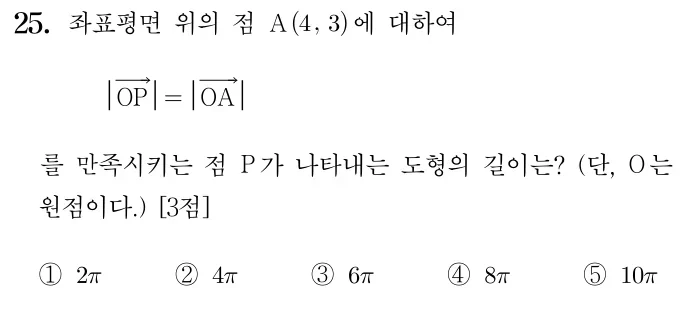 25. 좌표평면 위의 점 A(4, 3)에 대하여
|\overrightarrow{OP}| = |\overrightarrow{OA}|
를 만족시키는 점 P가 나타내는 도형의 길이는? (단, O는
원점이다.) [3점]
① 2π ② 4π ③ 6π ④ 8π ⑤ 10π